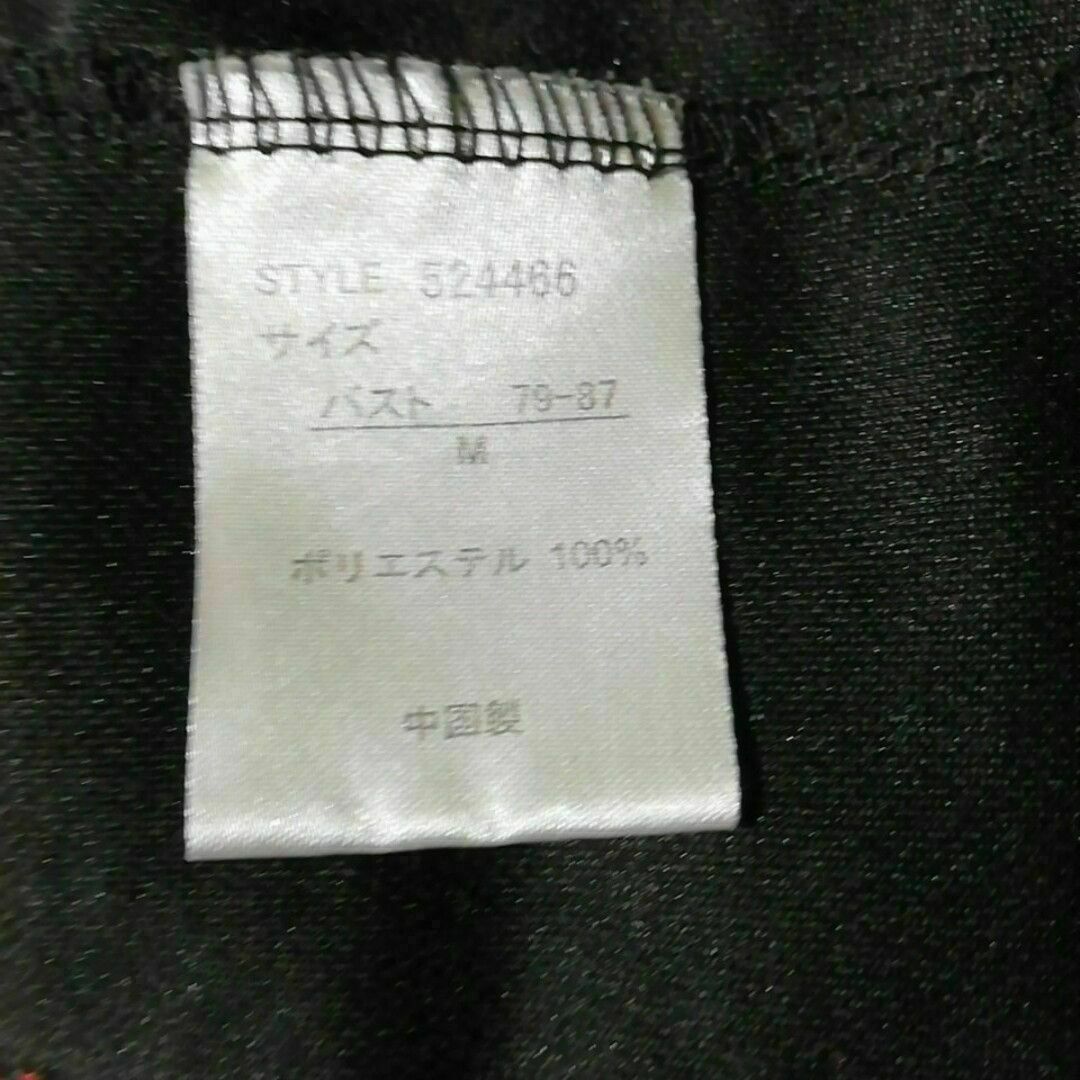 STYLE 524466
サイズ
バスト 79-87
M
ポリエステル 100%
中国製